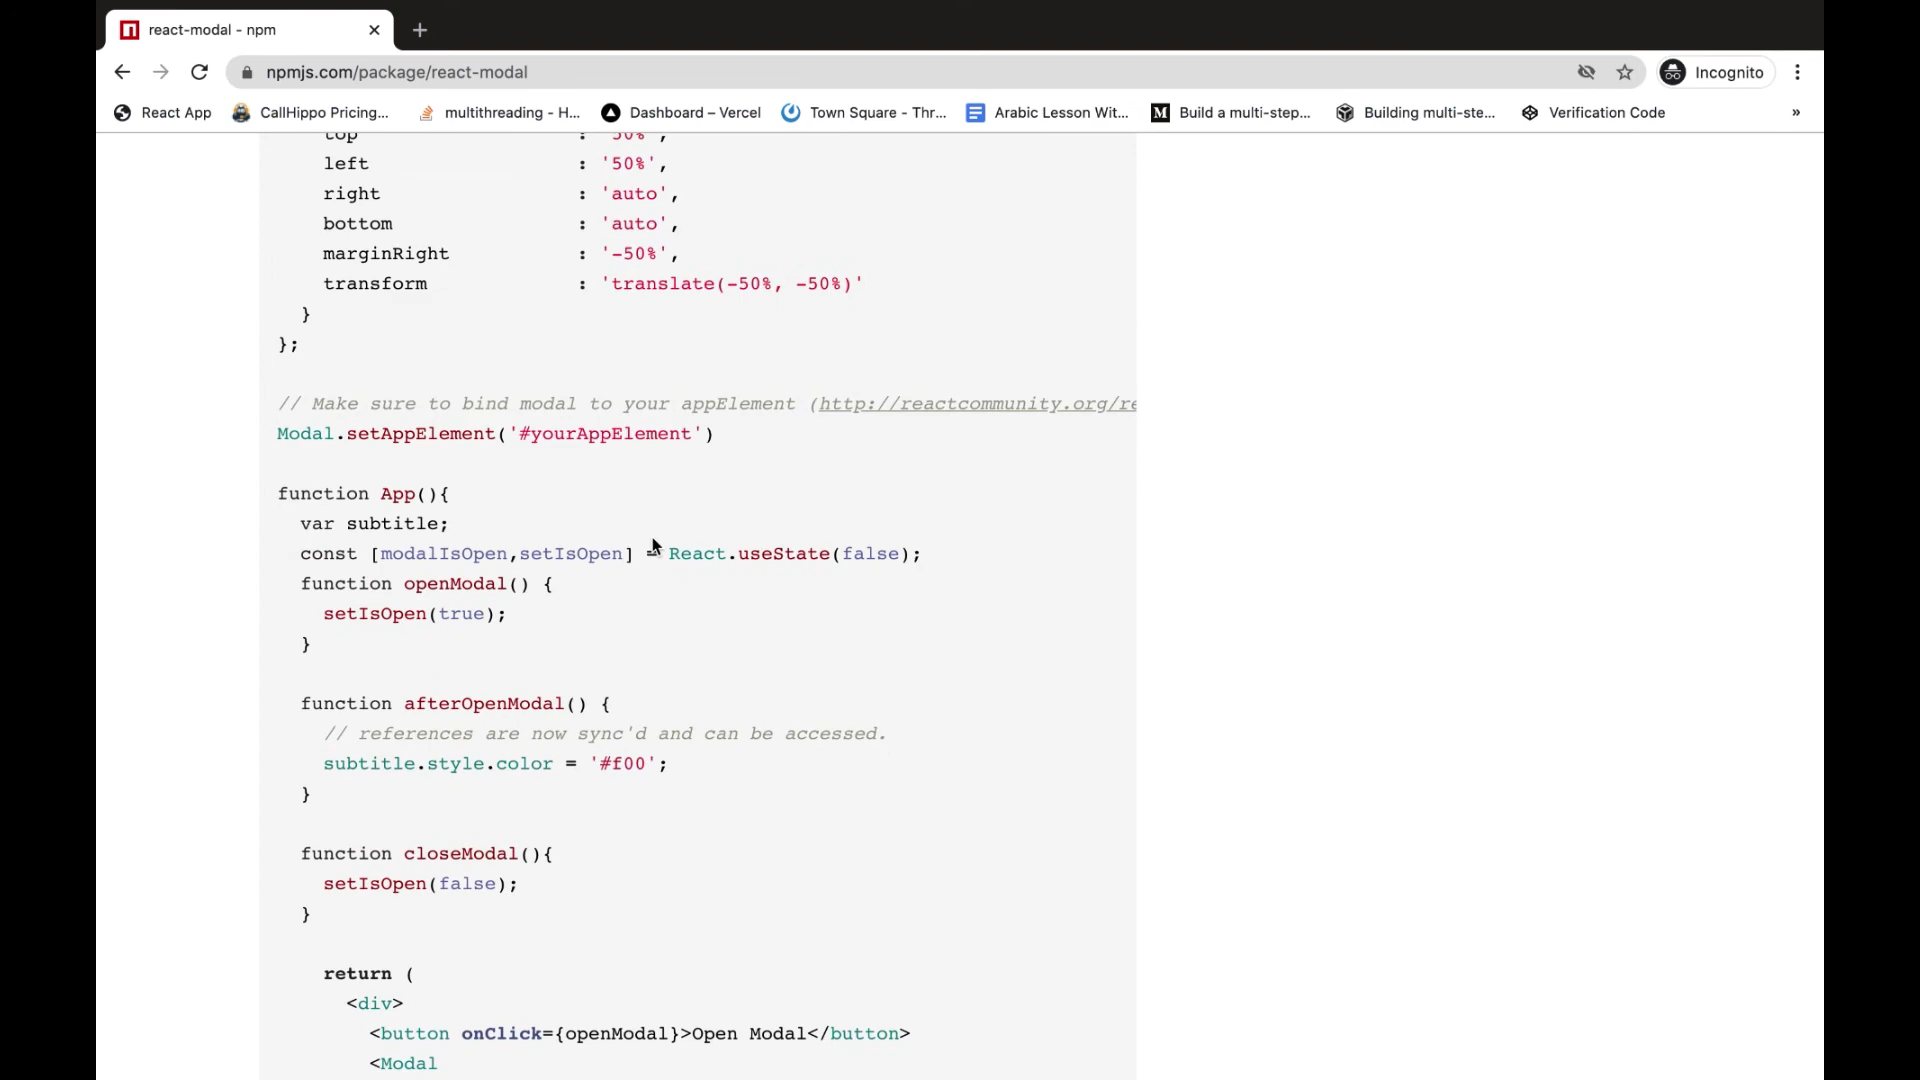 react-modal - npm
npmjs.com/package/react-modal
Incognito
React App
CallHippo Pricing...
multithreading - H...
Dashboard – Vercel
Town Square - Thr...
Arabic Lesson Wit...
M
Build a multi-step...
Building multi-ste...
Verification Code
»
top : '50%',
left : '50%',
right : 'auto',
bottom : 'auto',
marginRight : '-50%',
transform : 'translate(-50%, -50%)'
}
};
// Make sure to bind modal to your appElement (http://reactcommunity.org/re
Modal.setAppElement('#yourAppElement')
function App(){
var subtitle;
const [modalIsOpen,setIsOpen] = React.useState(false);
function openModal() {
setIsOpen(true);
}
function afterOpenModal() {
// references are now sync'd and can be accessed.
subtitle.style.color = '#f00';
}
function closeModal(){
setIsOpen(false);
}
return (
<div>
<button onClick={openModal}>Open Modal</button>
<Modal